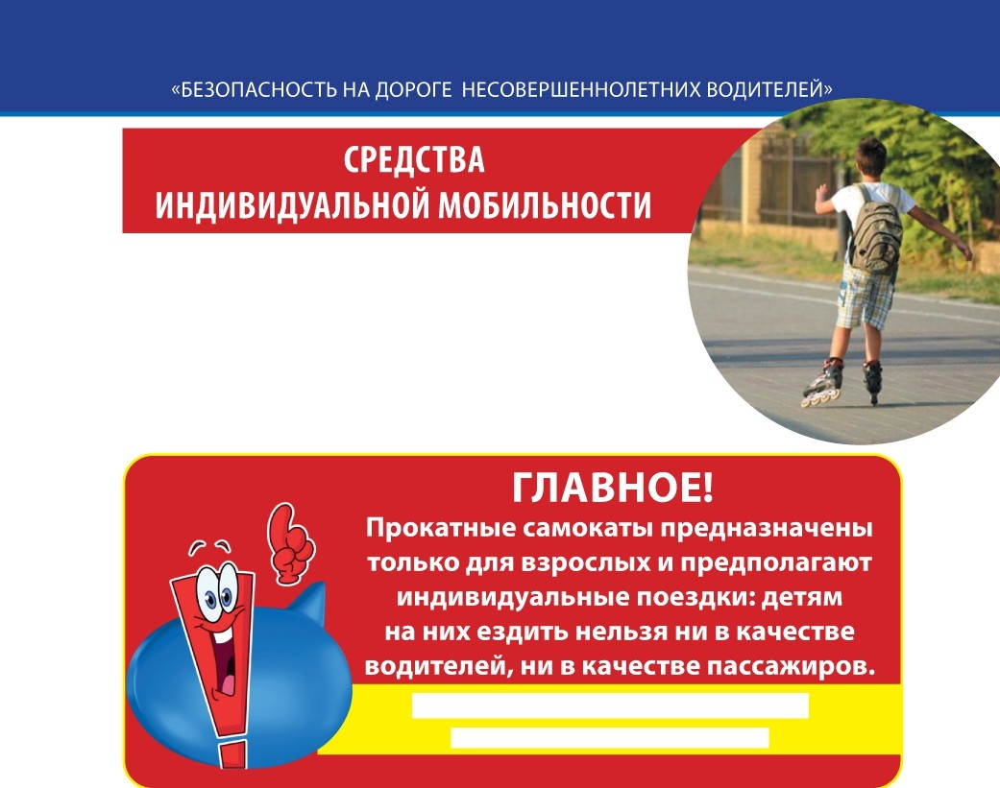 «БЕЗОПАСНОСТЬ НА ДОРОГЕ НЕСОВЕРШЕННОЛЕТНИХ ВОДИТЕЛЕЙ»
СРЕДСТВА
ИНДИВИДУАЛЬНОЙ МОБИЛЬНОСТИ
ГЛАВНОЕ!
Прокатные самокаты предназначены
только для взрослых и предполагают
индивидуальные поездки: детям
на них ездить нельзя ни в качестве
водителей, ни в качестве пассажиров.